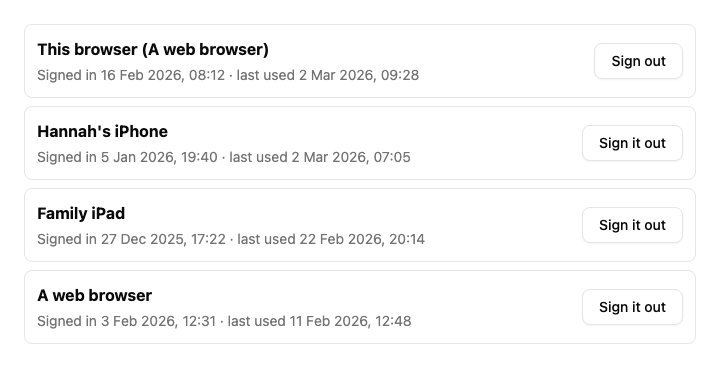 This browser (A web browser)
Signed in 16 Feb 2026, 08:12 · last used 2 Mar 2026, 09:28
Sign out
Hannah's iPhone
Signed in 5 Jan 2026, 19:40 · last used 2 Mar 2026, 07:05
Sign it out
Family iPad
Signed in 27 Dec 2025, 17:22 · last used 22 Feb 2026, 20:14
Sign it out
A web browser
Signed in 3 Feb 2026, 12:31 · last used 11 Feb 2026, 12:48
Sign it out